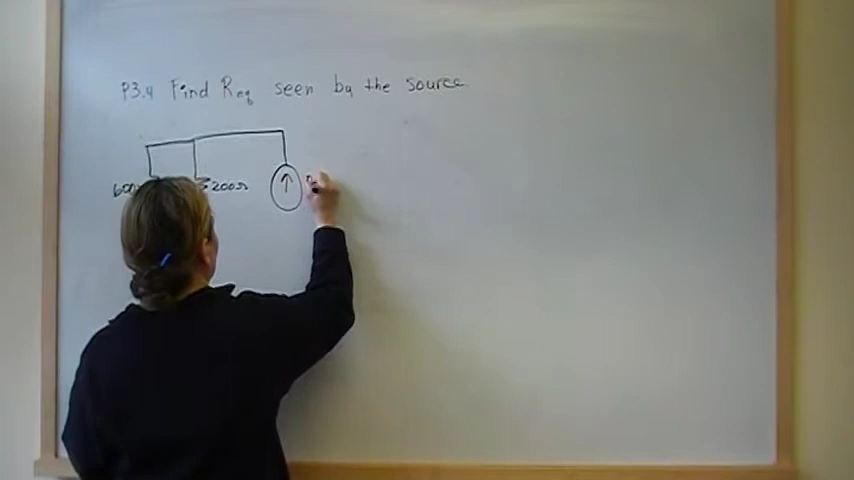 P3.4 Find Req seen by the source
200Ω